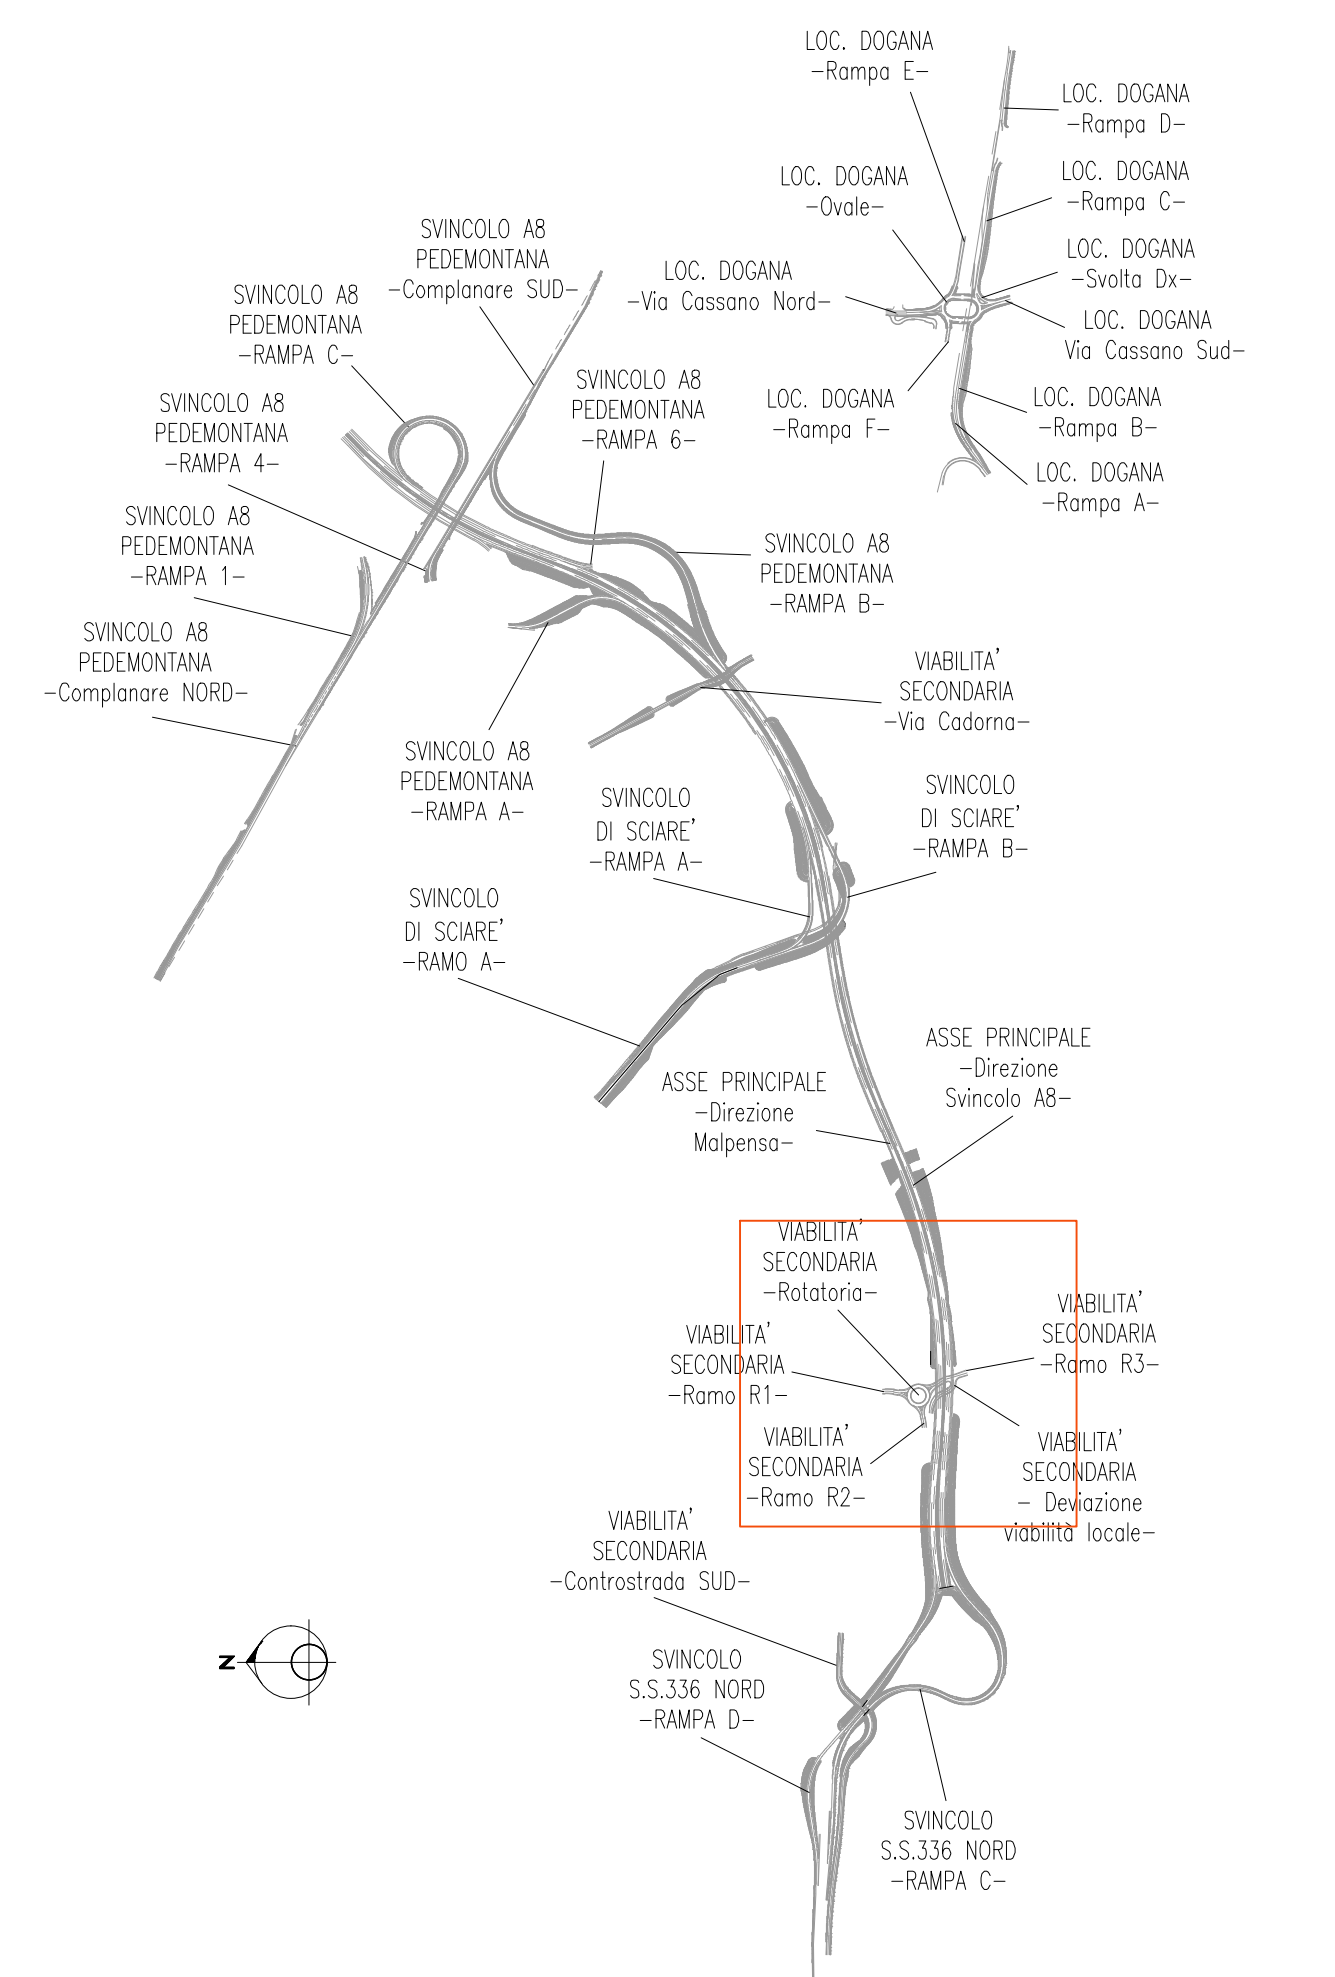 LOC. DOGANA
-Rampa E-
LOC. DOGANA
-Rampa D-
LOC. DOGANA
-Ovale-
LOC. DOGANA
-Rampa C-
SVINCOLO A8
PEDEMONTANA
-Complanare SUD-
LOC. DOGANA
-Via Cassano Nord-
LOC. DOGANA
-Svolta Dx-
SVINCOLO A8
PEDEMONTANA
-RAMPA C-
LOC. DOGANA
Via Cassano Sud-
SVINCOLO A8
PEDEMONTANA
-RAMPA 6-
LOC. DOGANA
-Rampa F-
LOC. DOGANA
-Rampa B-
SVINCOLO A8
PEDEMONTANA
-RAMPA 4-
LOC. DOGANA
-Rampa A-
SVINCOLO A8
PEDEMONTANA
-RAMPA 1-
SVINCOLO A8
PEDEMONTANA
-RAMPA B-
SVINCOLO A8
PEDEMONTANA
-Complanare NORD-
VIABILITA'
SECONDARIA
-Via Cadorna-
SVINCOLO A8
PEDEMONTANA
-RAMPA A-
SVINCOLO
DI SCIARE'
-RAMPA A-
SVINCOLO
DI SCIARE'
-RAMPA B-
SVINCOLO
DI SCIARE'
-RAMO A-
ASSE PRINCIPALE
-Direzione
Svincolo A8-
ASSE PRINCIPALE
-Direzione
Malpensa-
VIABILITA'
SECONDARIA
-Rotatoria-
VIABILITA'
SECONDARIA
-Ramo R3-
VIABILITA'
SECONDARIA
-Ramo R1-
VIABILITA'
SECONDARIA
-Ramo R2-
VIABILITA'
SECONDARIA
- Deviazione
viabilità locale-
VIABILITA'
SECONDARIA
-Controstrada SUD-
N
SVINCOLO
S.S.336 NORD
-RAMPA D-
SVINCOLO
S.S.336 NORD
-RAMPA C-